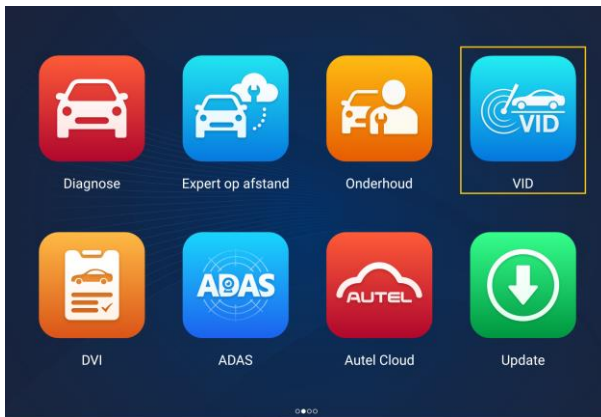 VID
Diagnose
Expert op afstand
Onderhoud
VID
ADAS
AUTEL
DVI
ADAS
Autel Cloud
Update